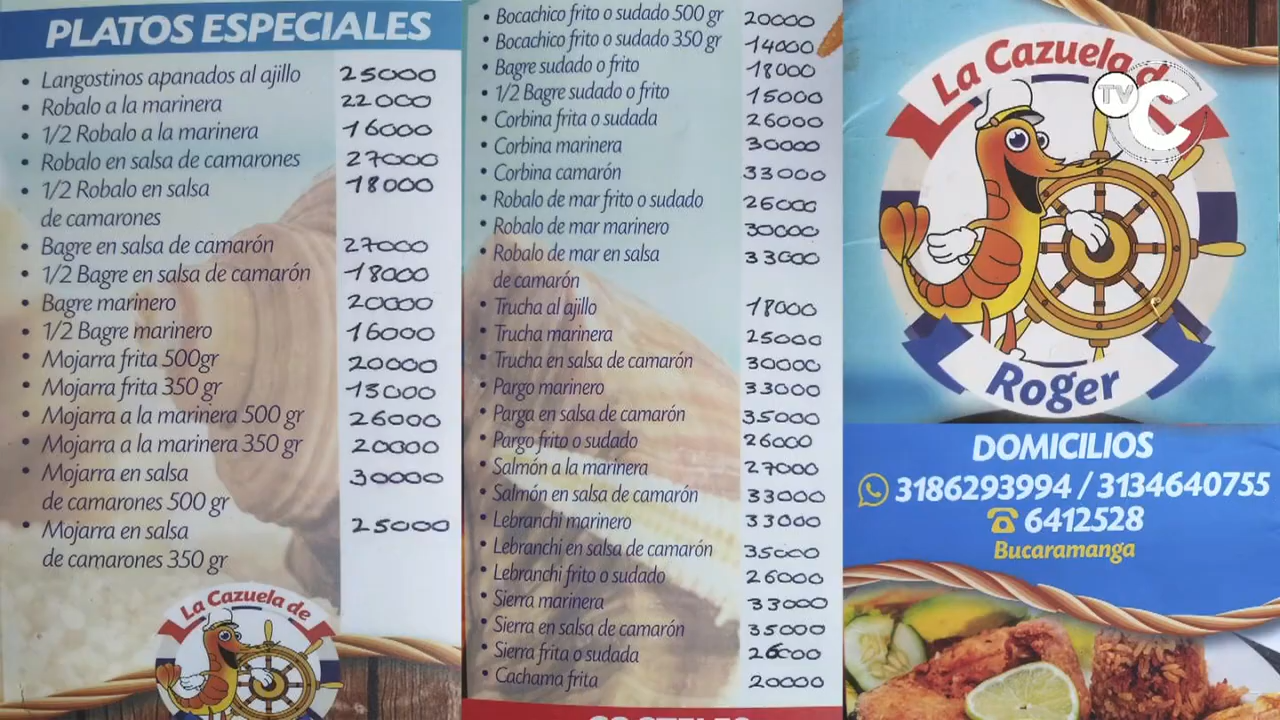 PLATOS ESPECIALES
• Langostinos apanados al ajillo 25000
• Robalo a la marinera 22000
• 1/2 Robalo a la marinera 16000
• Robalo en salsa de camarones 27000
• 1/2 Robalo en salsa 18000
de camarones
• Bagre en salsa de camarón 27000
• 1/2 Bagre en salsa de camarón 18000
• Bagre marinero 20000
• 1/2 Bagre marinero 16000
• Mojarra frita 500gr 20000
• Mojarra frita 350 gr 15000
• Mojarra a la marinera 500 gr 26000
• Mojarra a la marinera 350 gr 20000
• Mojarra en salsa 30000
de camarones 500 gr
• Mojarra en salsa 25000
de camarones 350 gr
La Cazuela de
• Bocachico frito o sudado 500 gr 20000
• Bocachico frito o sudado 350 gr 14000
• Bagre sudado o frito 18000
• 1/2 Bagre sudado o frito 15000
• Corbina frita o sudada 26000
• Corbina marinera 30000
• Corbina camarón 33000
• Robalo de mar frito o sudado 26000
• Robalo de mar marinero 30000
• Robalo de mar en salsa 33000
de camarón
• Trucha al ajillo 18000
• Trucha marinera 25000
• Trucha en salsa de camarón 30000
• Pargo marinero 33000
• Parga en salsa de camarón 35000
• Pargo frito o sudado 26000
• Salmón a la marinera 27000
• Salmón en salsa de camarón 33000
• Lebranchi marinero 33000
• Lebranchi en salsa de camarón 35000
• Lebranchi frito o sudado 26000
• Sierra marinera 33000
• Sierra en salsa de camarón 35000
• Sierra frita o sudada 26000
• Cachama frita 20000
La Cazuela de
TV C
Roger
DOMICILIOS
3186293994 / 3134640755
6412528
Bucaramanga